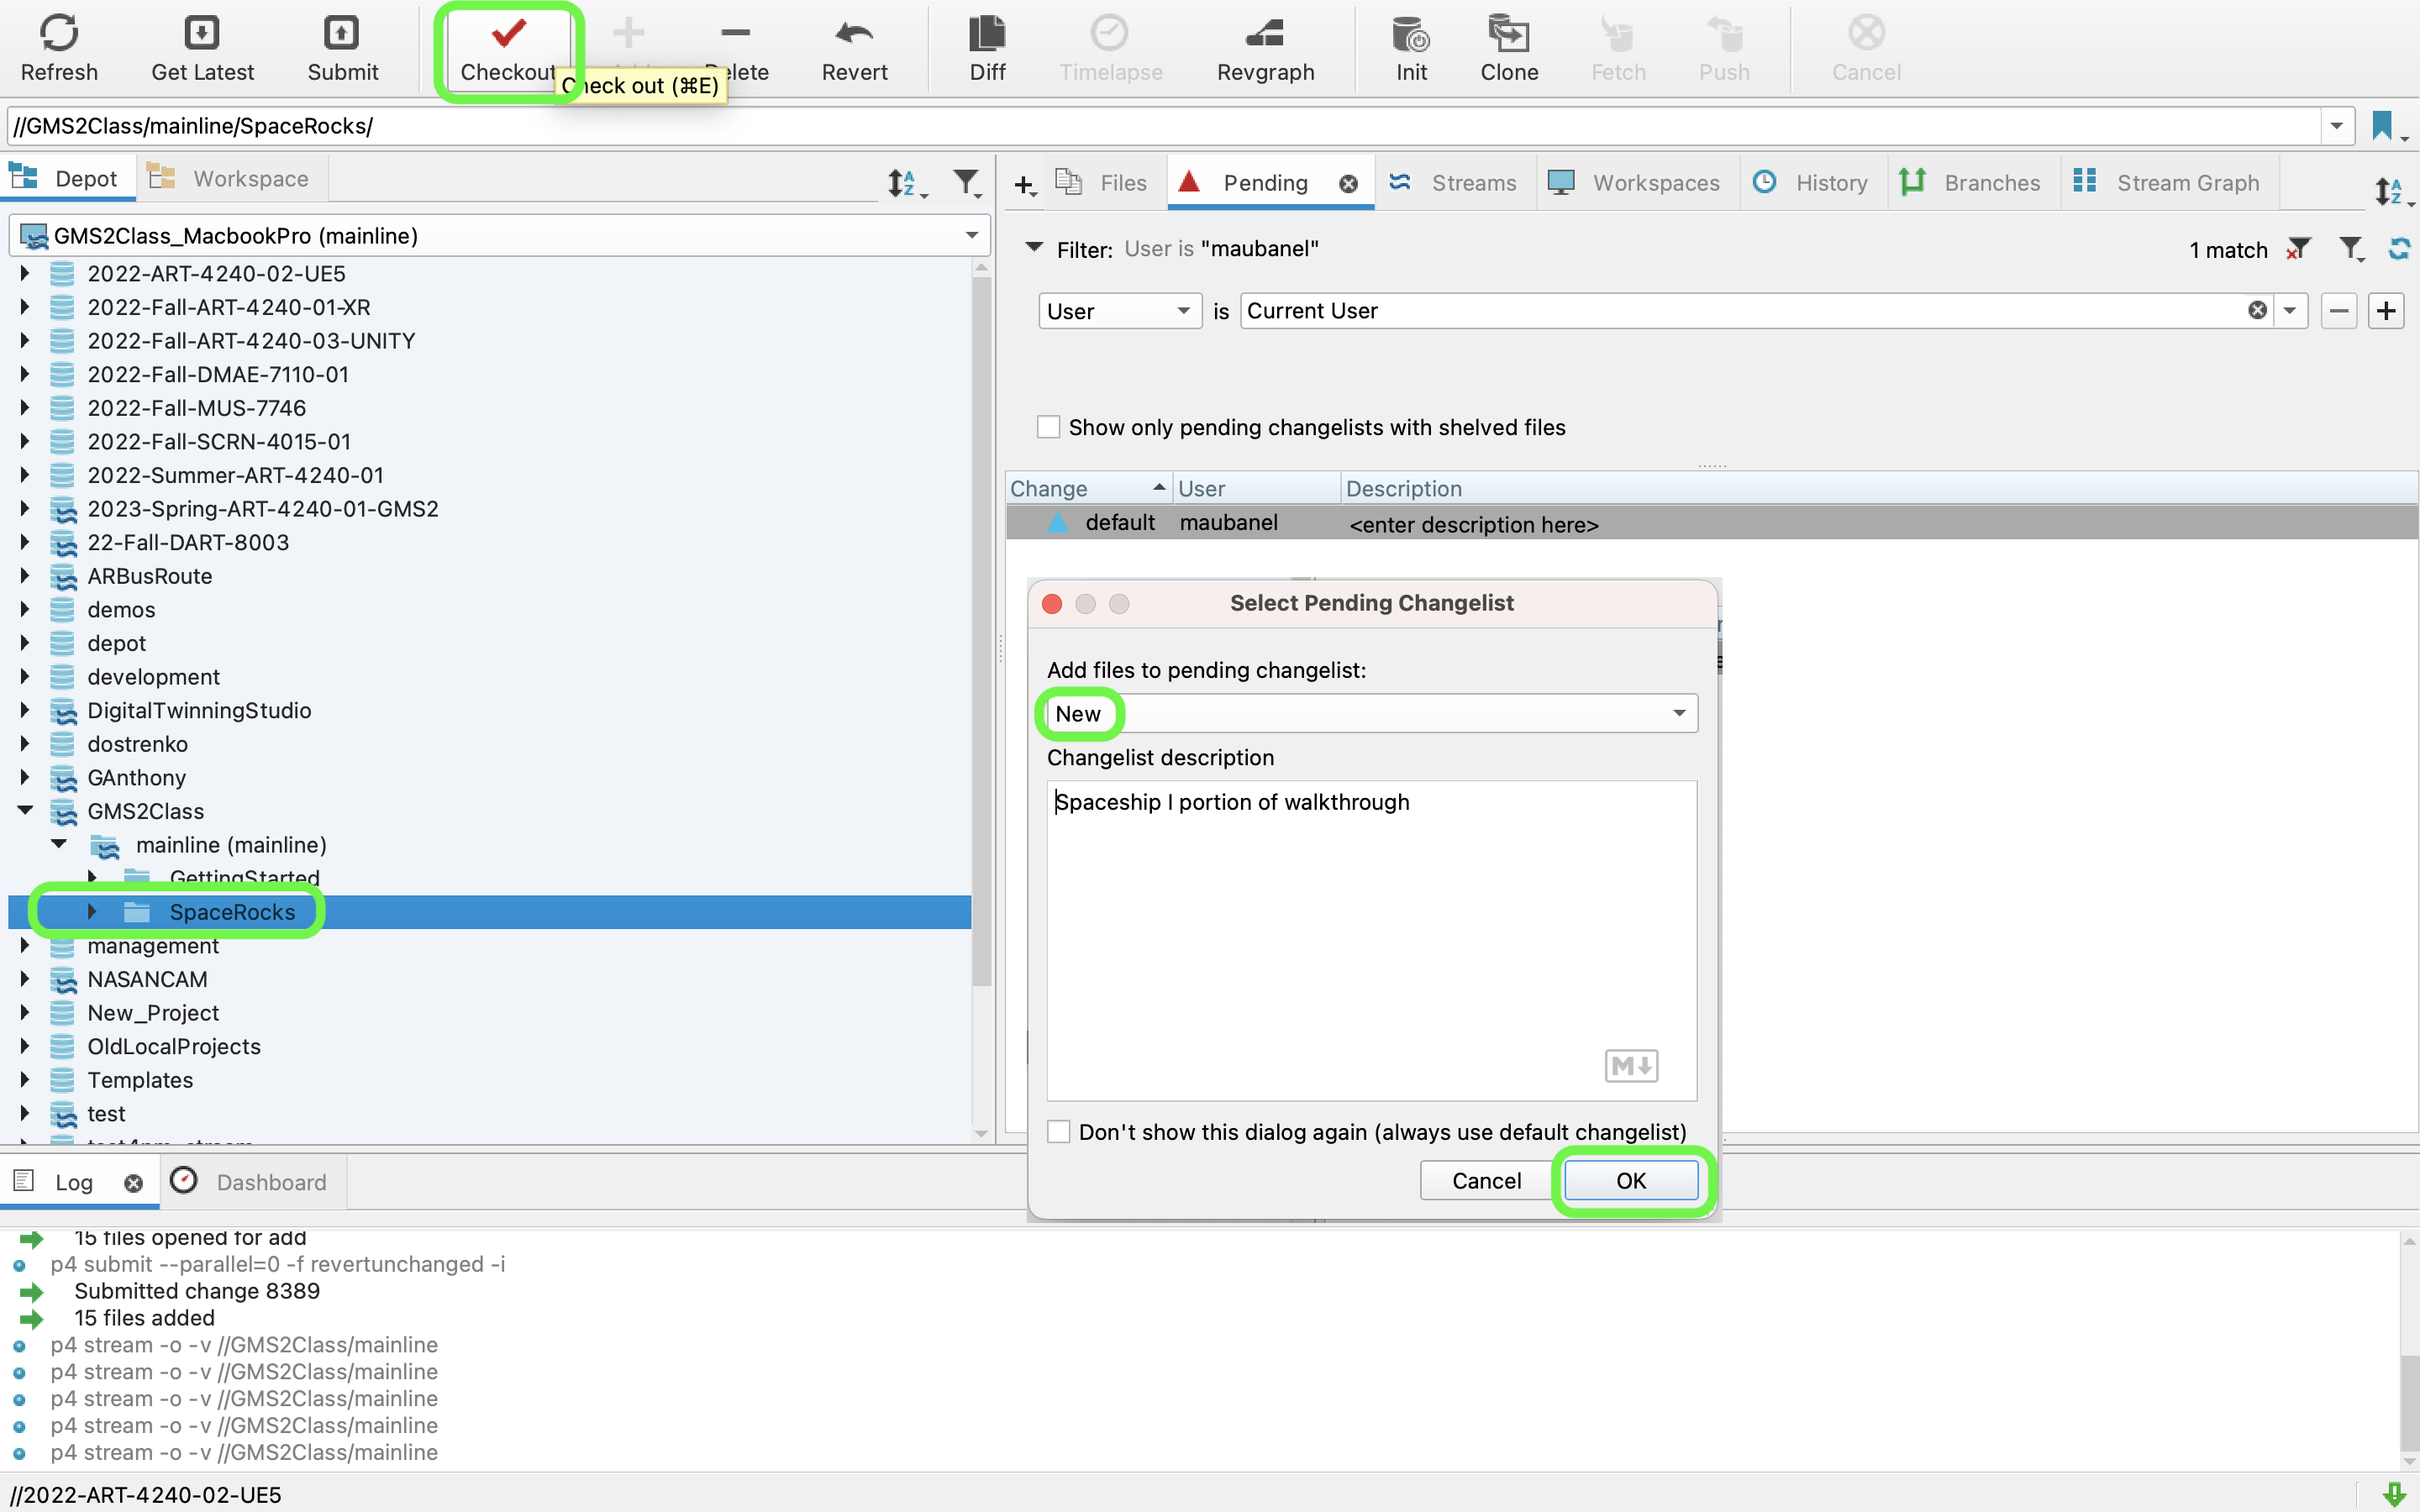 Refresh Get Latest Submit Checkout Delete Revert Diff Timelapse Revgraph Init Clone Fetch Push Cancel
Check out (⌘E)
//GMS2Class/mainline/SpaceRocks/
Depot Workspace
GMS2Class_MacbookPro (mainline)
2022-ART-4240-02-UE5
2022-Fall-ART-4240-01-XR
2022-Fall-ART-4240-03-UNITY
2022-Fall-DMAE-7110-01
2022-Fall-MUS-7746
2022-Fall-SCRN-4015-01
2022-Summer-ART-4240-01
2023-Spring-ART-4240-01-GMS2
22-Fall-DART-8003
ARBusRoute
demos
depot
development
DigitalTwinningStudio
dostrenko
GAnthony
GMS2Class
mainline (mainline)
GettingStarted
SpaceRocks
management
NASANCAM
New_Project
OldLocalProjects
Templates
test
Files Pending Streams Workspaces History Branches Stream Graph
Filter: User is "maubanel"
1 match
User is Current User
Show only pending changelists with shelved files
Change User Description
default maubanel <enter description here>
Select Pending Changelist
Add files to pending changelist:
New
Changelist description
Spaceship I portion of walkthrough
M
Don't show this dialog again (always use default changelist)
Cancel OK
Log Dashboard
15 files opened for add
p4 submit --parallel=0 -f revertunchanged -i
Submitted change 8389
15 files added
p4 stream -o -v //GMS2Class/mainline
p4 stream -o -v //GMS2Class/mainline
p4 stream -o -v //GMS2Class/mainline
p4 stream -o -v //GMS2Class/mainline
p4 stream -o -v //GMS2Class/mainline
//2022-ART-4240-02-UE5